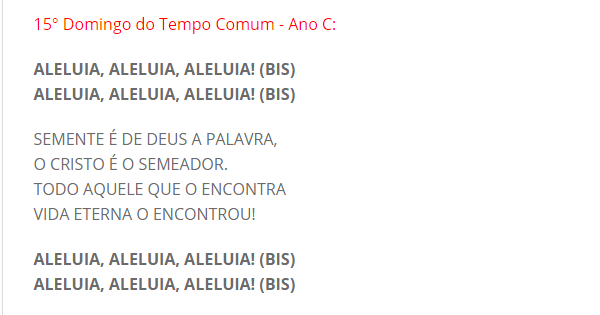 15º Domingo do Tempo Comum - Ano C:
ALELUIA, ALELUIA, ALELUIA! (BIS)
ALELUIA, ALELUIA, ALELUIA! (BIS)
SEMENTE É DE DEUS A PALAVRA,
O CRISTO É O SEMEADOR.
TODO AQUELE QUE O ENCONTRA
VIDA ETERNA O ENCONTROU!
ALELUIA, ALELUIA, ALELUIA! (BIS)
ALELUIA, ALELUIA, ALELUIA! (BIS)